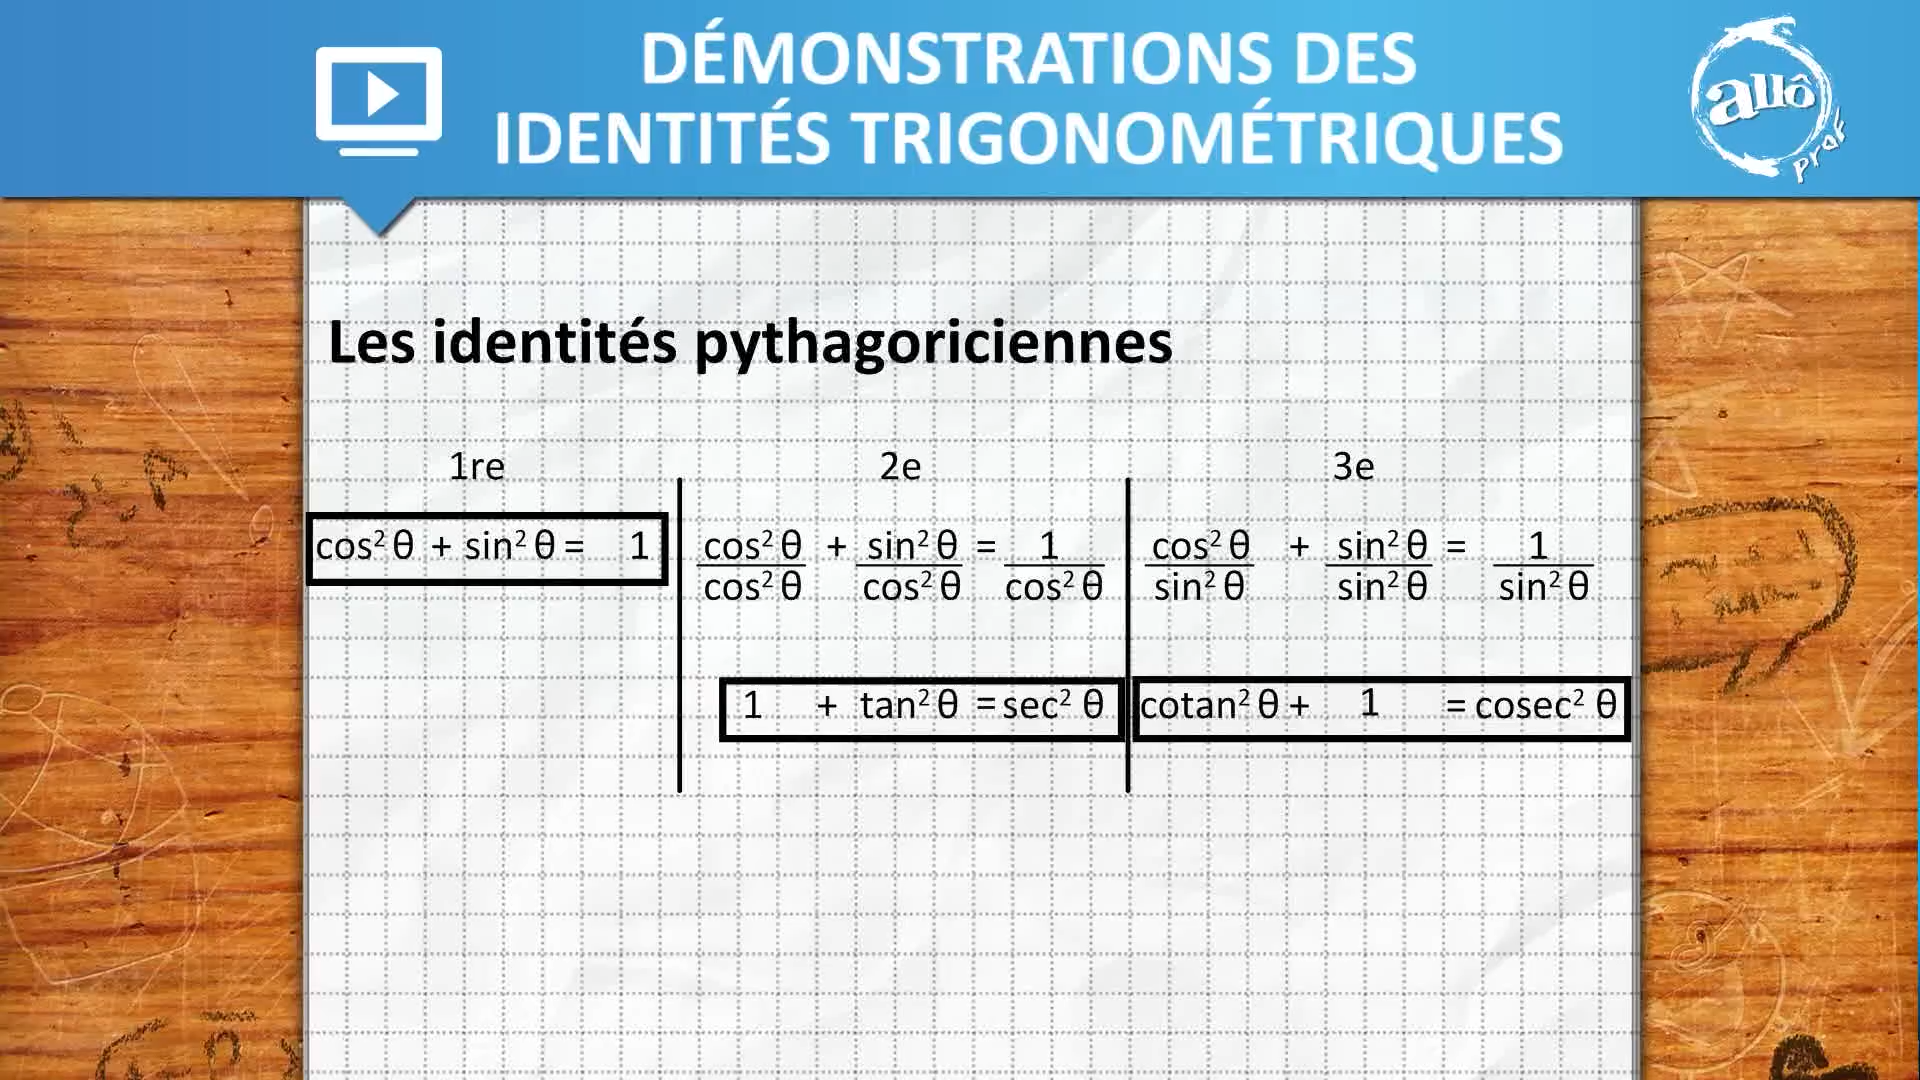 DÉMONSTRATIONS DES
IDENTITÉS TRIGONOMÉTRIQUES
allô
prof
Les identités pythagoriciennes
1re
cos² θ + sin² θ = 1
2e
cos² θ + sin² θ = 1
cos² θ cos² θ cos² θ
1 + tan² θ = sec² θ
3e
cos² θ + sin² θ = 1
sin² θ sin² θ sin² θ
cotan² θ + 1 = cosec² θ